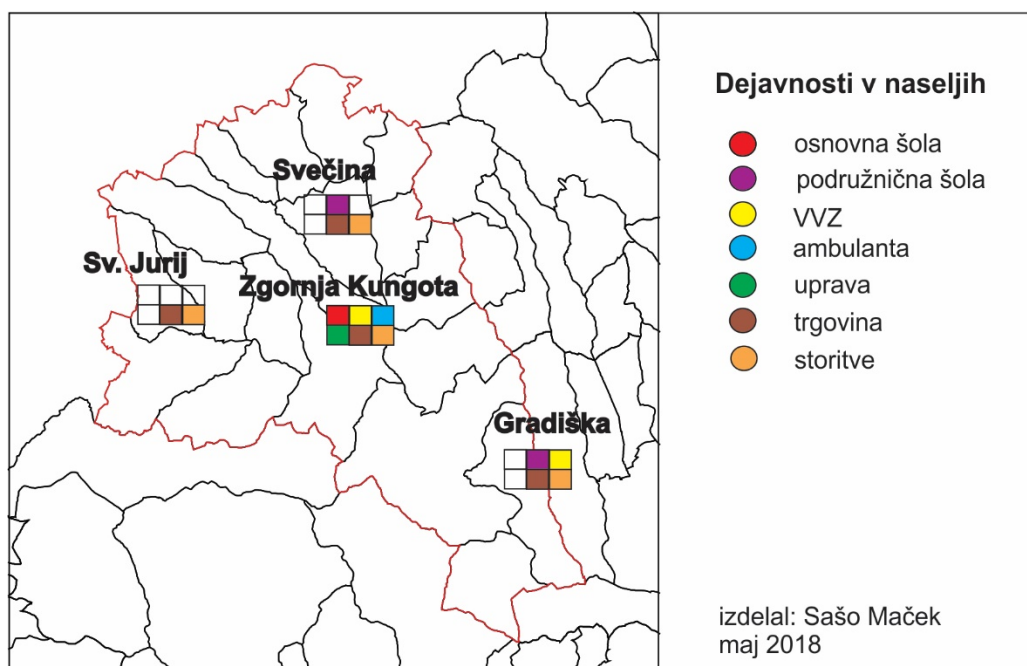 Dejavnosti v naseljih
osnovna šola
podružnična šola
VVZ
ambulanta
uprava
trgovina
storitve
Svečina
Sv. Jurij
Zgornja Kungota
Gradiška
izdelal: Sašo Maček
maj 2018